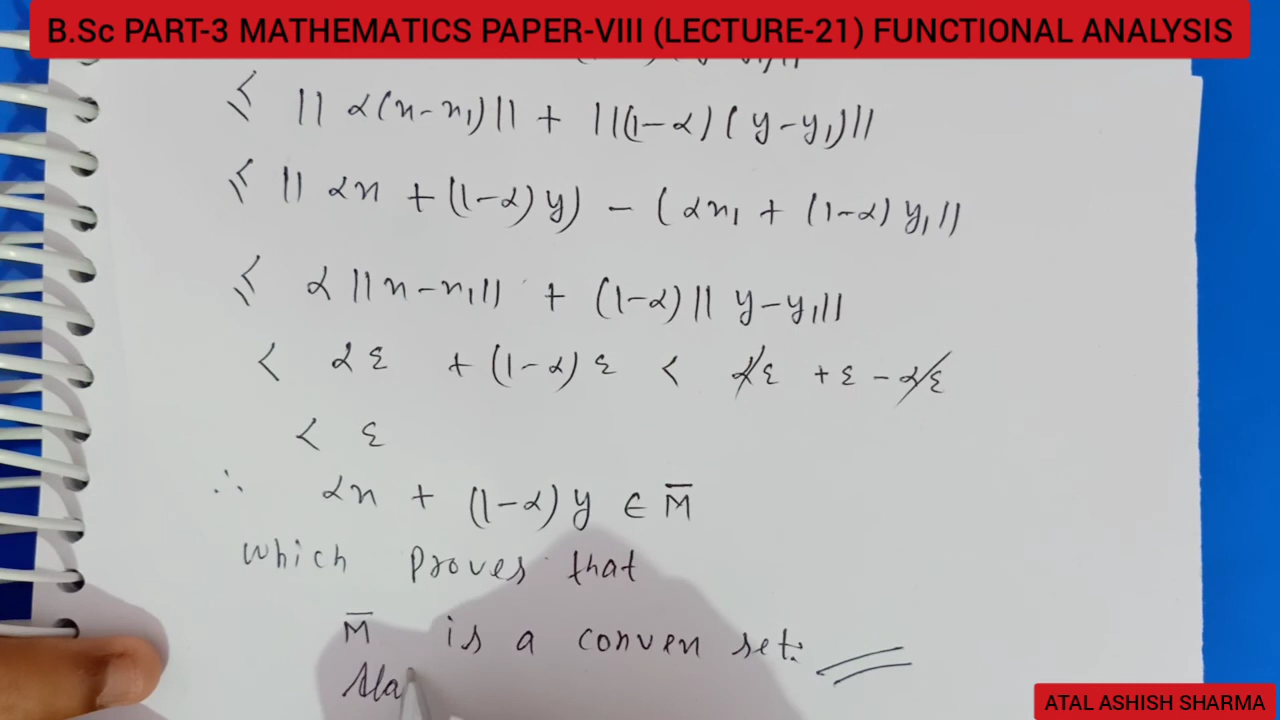 B.Sc PART-3 MATHEMATICS PAPER-VIII (LECTURE-21) FUNCTIONAL ANALYSIS
≤ || α(x-x₁)|| + ||(1-α)(y-y₁)||
≤ || αx + (1-α)y) - (αx₁ + (1-α) y₁ ||
≤ α ||x-x₁|| + (1-α)|| y-y₁||
< αε + (1-α) ε < αε + ε - αε
< ε
∴ αx + (1-α) y ∈ M̅
which proves that
M̅ is a convex set.
ATAL ASHISH SHARMA